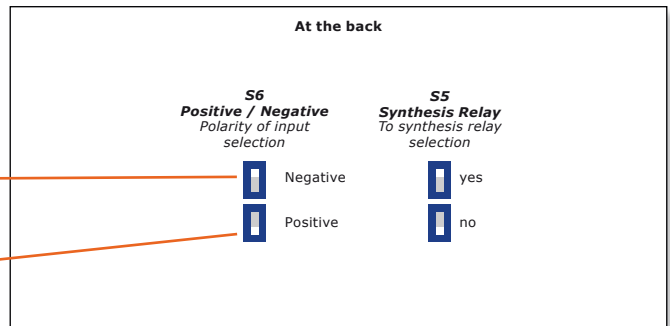 At the back
S6
Positive / Negative
Polarity of input
selection
Negative
Positive
S5
Synthesis Relay
To synthesis relay
selection
yes
no